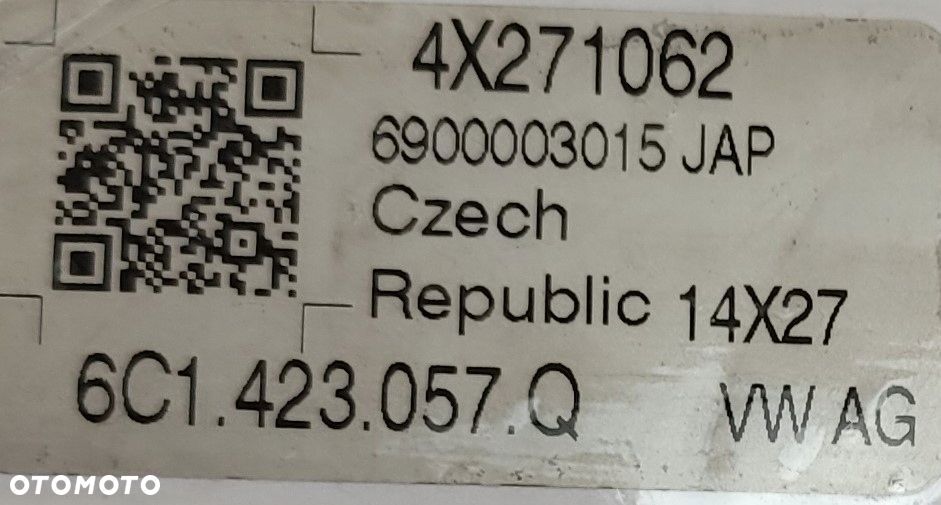 4X271062
6900003015 JAP
Czech
Republic 14X27
6C1.423.057.Q VW AG
OTOMOTO